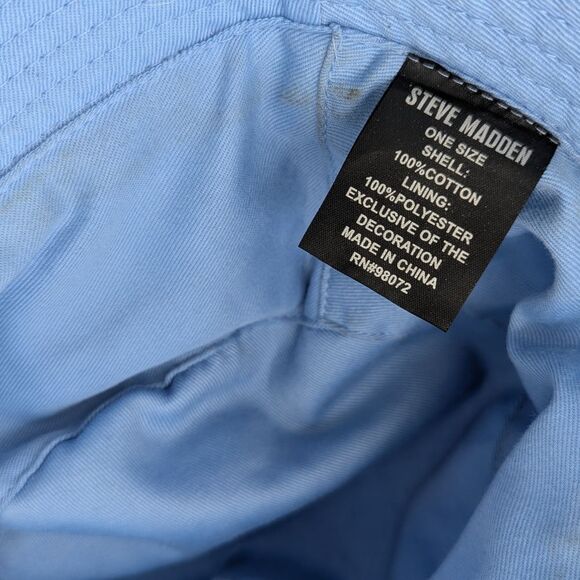 STEVE MADDEN
ONE SIZE
SHELL:
100%COTTON
LINING:
100%POLYESTER
EXCLUSIVE OF THE
DECORATION
MADE IN CHINA
RN#98072